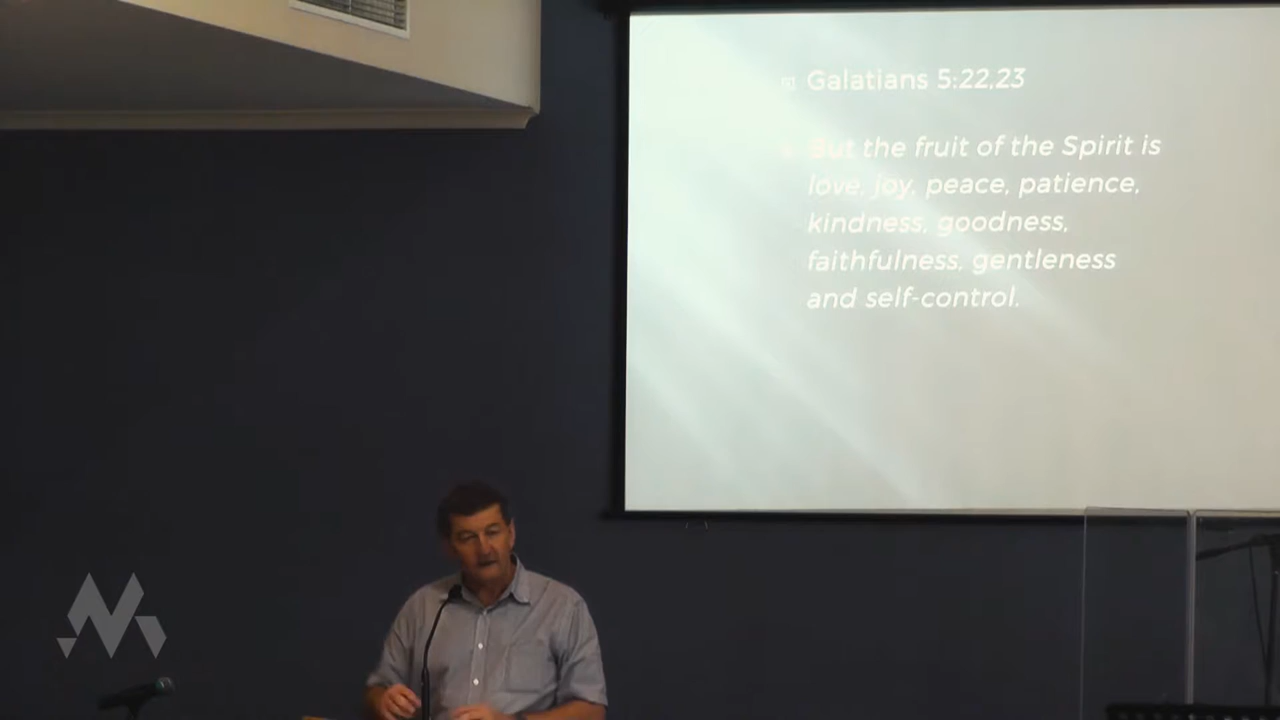 Galatians 5:22,23
But the fruit of the Spirit is
love, joy, peace, patience,
kindness, goodness,
faithfulness, gentleness
and self-control.